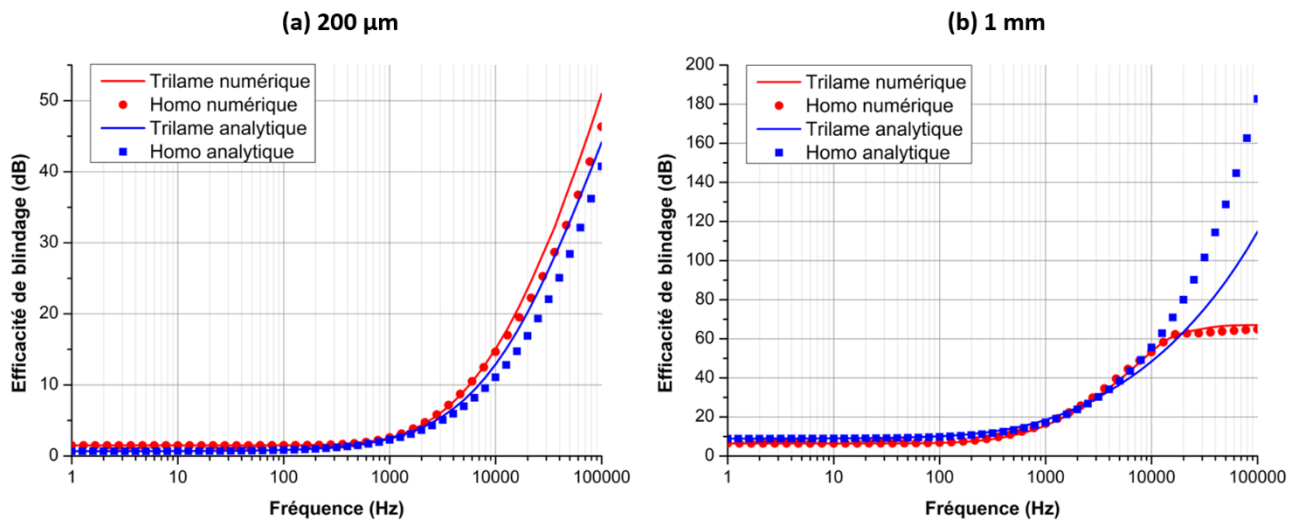 (a) 200 µm
(b) 1 mm
Efficacité de blindage (dB)
50
40
30
20
10
0
Trilame numérique
Homo numérique
Trilame analytique
Homo analytique
1 10 100 1000 10000 100000
Fréquence (Hz)
Efficacité de blindage (dB)
200
180
160
140
120
100
80
60
40
20
0
Trilame numérique
Homo numérique
Trilame analytique
Homo analytique
1 10 100 1000 10000 100000
Fréquence (Hz)